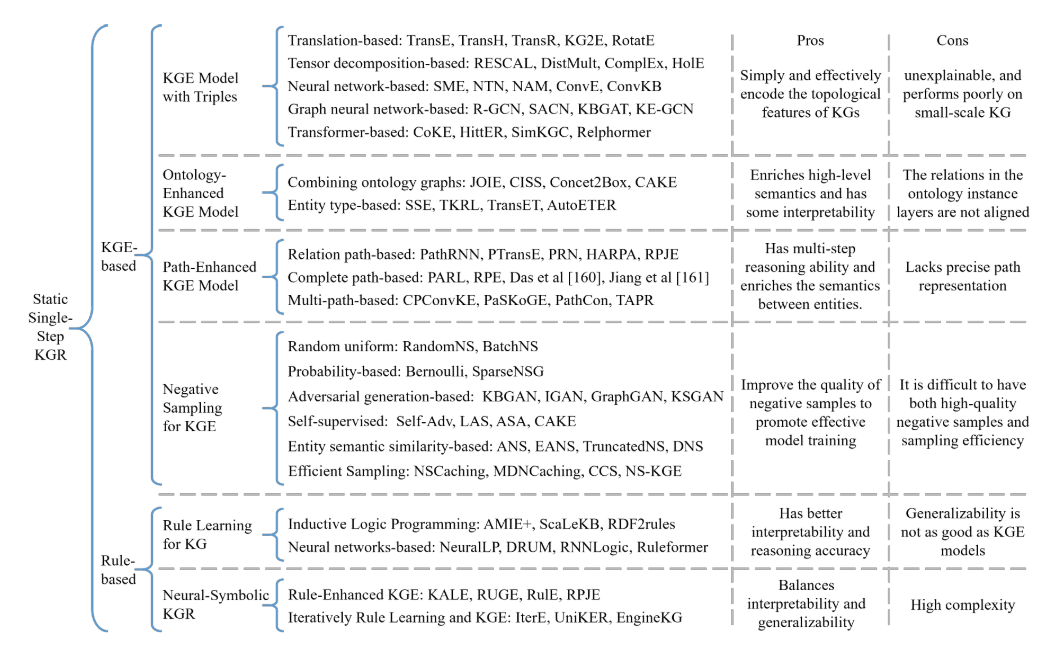 Static
Single-
Step
KGR
KGE-
based
Rule-
based
Pros
Cons
KGE Model
with Triples
Translation-based: TransE, TransH, TransR, KG2E, RotatE
Tensor decomposition-based: RESCAL, DistMult, ComplEx, HolE
Neural network-based: SME, NTN, NAM, ConvE, ConvKB
Graph neural network-based: R-GCN, SACN, KBGAT, KE-GCN
Transformer-based: CoKE, HittER, SimKGC, Relphormer
Simply and effectively
encode the topological
features of KGs
unexplainable, and
performs poorly on
small-scale KG
Ontology-
Enhanced
KGE Model
Combining ontology graphs: JOIE, CISS, Concet2Box, CAKE
Entity type-based: SSE, TKRL, TransET, AutoETER
Enriches high-level
semantics and has
some interpretability
The relations in the
ontology instance
layers are not aligned
Path-Enhanced
KGE Model
Relation path-based: PathRNN, PTransE, PRN, HARPA, RPJE
Complete path-based: PARL, RPE, Das et al [160], Jiang et al [161]
Multi-path-based: CPConvKE, PaSKoGE, PathCon, TAPR
Has multi-step
reasoning ability and
enriches the semantics
between entities.
Lacks precise path
representation
Negative
Sampling
for KGE
Random uniform: RandomNS, BatchNS
Probability-based: Bernoulli, SparseNSG
Adversarial generation-based: KBGAN, IGAN, GraphGAN, KSGAN
Self-supervised: Self-Adv, LAS, ASA, CAKE
Entity semantic similarity-based: ANS, EANS, TruncatedNS, DNS
Efficient Sampling: NSCaching, MDNCaching, CCS, NS-KGE
Improve the quality of
negative samples to
promote effective
model training
It is difficult to have
both high-quality
negative samples and
sampling efficiency
Rule Learning
for KG
Inductive Logic Programming: AMIE+, ScaLeKB, RDF2rules
Neural networks-based: NeuralLP, DRUM, RNNLogic, Ruleformer
Has better
interpretability and
reasoning accuracy
Generalizability is
not as good as KGE
models
Neural-Symbolic
KGR
Rule-Enhanced KGE: KALE, RUGE, RulE, RPJE
Iteratively Rule Learning and KGE: IterE, UniKER, EngineKG
Balances
interpretability and
generalizability
High complexity